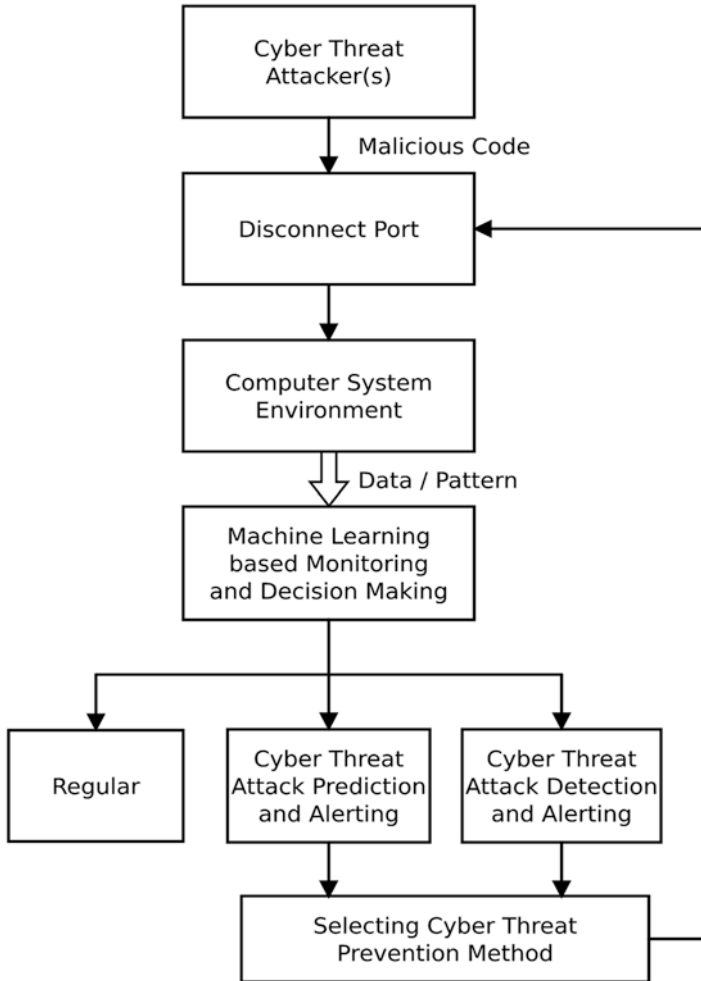 Cyber Threat
Attacker(s)
Malicious Code
Disconnect Port
Computer System
Environment
Data / Pattern
Machine Learning
based Monitoring
and Decision Making
Regular
Cyber Threat
Attack Prediction
and Alerting
Cyber Threat
Attack Detection
and Alerting
Selecting Cyber Threat
Prevention Method